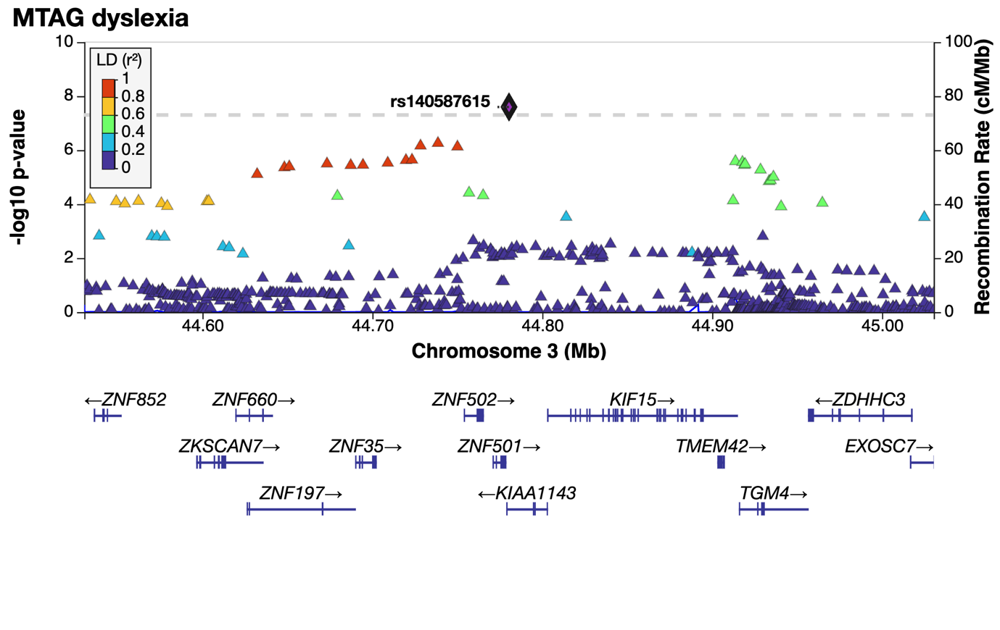 MTAG dyslexia
10
100
LD (r²)
1
0.8
0.6
0.4
0.2
0
rs140587615
8
80
6
60
4
40
2
20
0
0
-log10 p-value
Recombination Rate (cM/Mb)
44.60
44.70
44.80
44.90
45.00
Chromosome 3 (Mb)
←ZNF852
ZNF660→
ZNF502→
KIF15→
←ZDHHC3
ZKSCAN7→
ZNF35→
ZNF501→
TMEM42→
EXOSC7→
ZNF197→
←KIAA1143
TGM4→